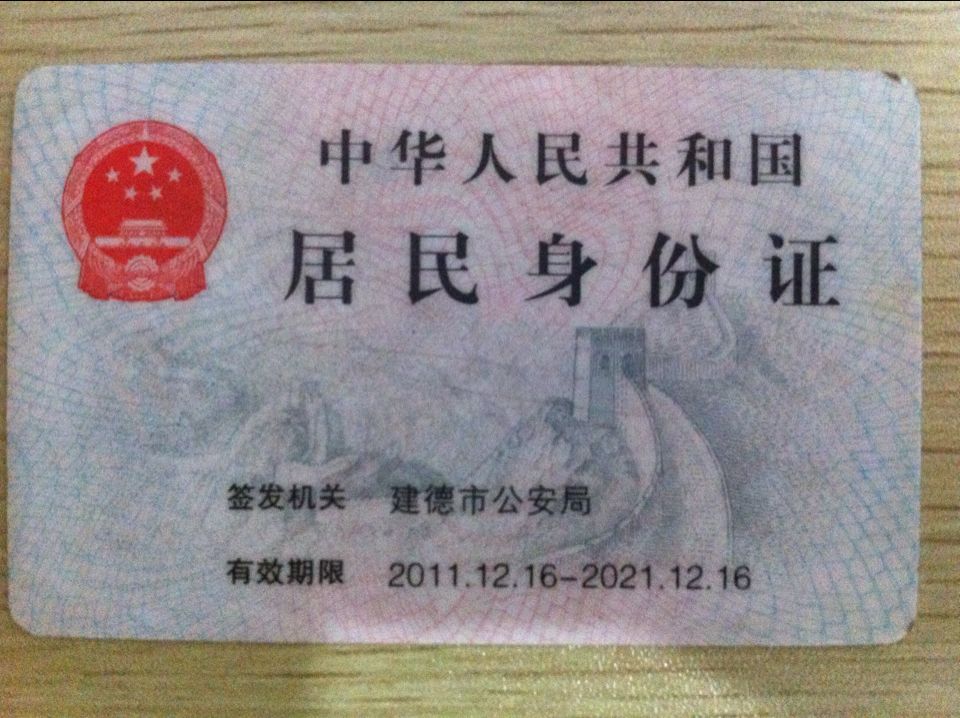 中华人民共和国
居民身份证
签发机关 建德市公安局
有效期限 2011.12.16-2021.12.16